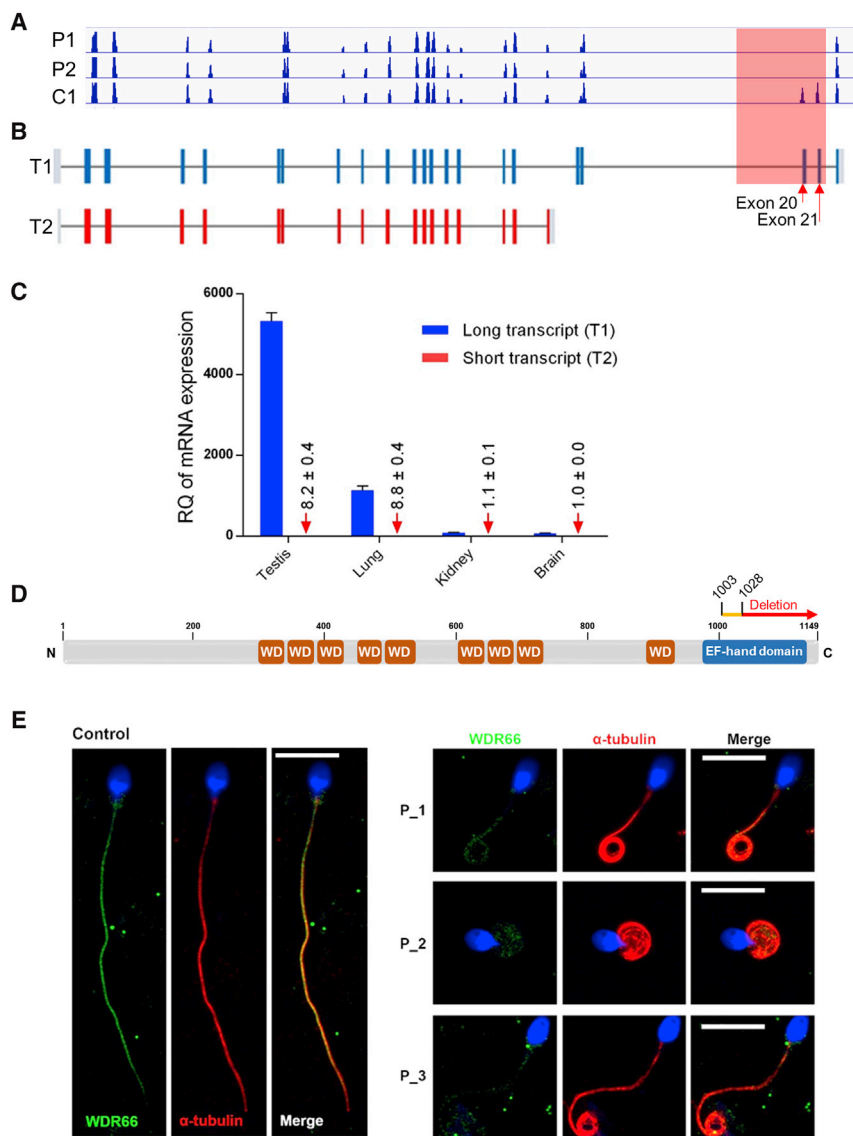 A
P1
P2
C1
B
T1
Exon 20
Exon 21
T2
C
6000
4000
2000
0
RQ of mRNA expression
Long transcript (T1)
Short transcript (T2)
8.2 ± 0.4
8.8 ± 0.4
1.1 ± 0.1
1.0 ± 0.0
Testis
Lung
Kidney
Brain
D
1003
1028
Deletion
1 200 400 600 800 1000 1149
N WD WD WD WD WD WD WD WD WD EF-hand domain C
E
Control
WDR66 α-tubulin Merge
WDR66 α-tubulin Merge
P_1
P_2
P_3